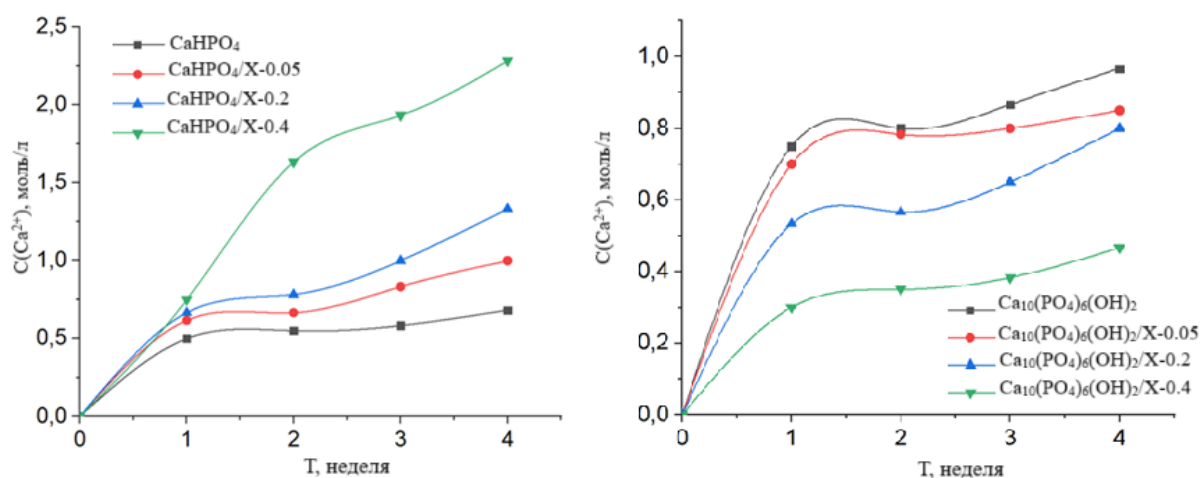 2,5
2,0
1,5
1,0
0,5
0,0
C(Ca²⁺), моль/л
CaHPO₄
CaHPO₄/X-0.05
CaHPO₄/X-0.2
CaHPO₄/X-0.4
0 1 2 3 4
T, неделя
1,0
0,8
0,6
0,4
0,2
0,0
C(Ca²⁺), моль/л
Ca₁₀(PO₄)₆(OH)₂
Ca₁₀(PO₄)₆(OH)₂/X-0.05
Ca₁₀(PO₄)₆(OH)₂/X-0.2
Ca₁₀(PO₄)₆(OH)₂/X-0.4
0 1 2 3 4
T, неделя